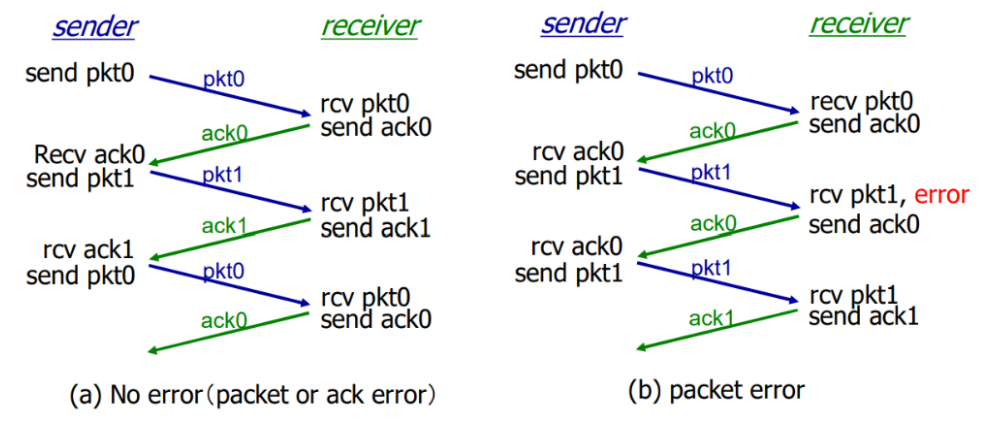 sender receiver
send pkt0
pkt0
rcv pkt0
send ack0
ack0
Recv ack0
send pkt1
pkt1
rcv pkt1
send ack1
ack1
rcv ack1
send pkt0
pkt0
rcv pkt0
send ack0
ack0
(a) No error(packet or ack error)
sender receiver
send pkt0
pkt0
recv pkt0
send ack0
ack0
rcv ack0
send pkt1
pkt1
rcv pkt1, error
send ack0
ack0
rcv ack0
send pkt1
pkt1
rcv pkt1
send ack1
ack1
(b) packet error